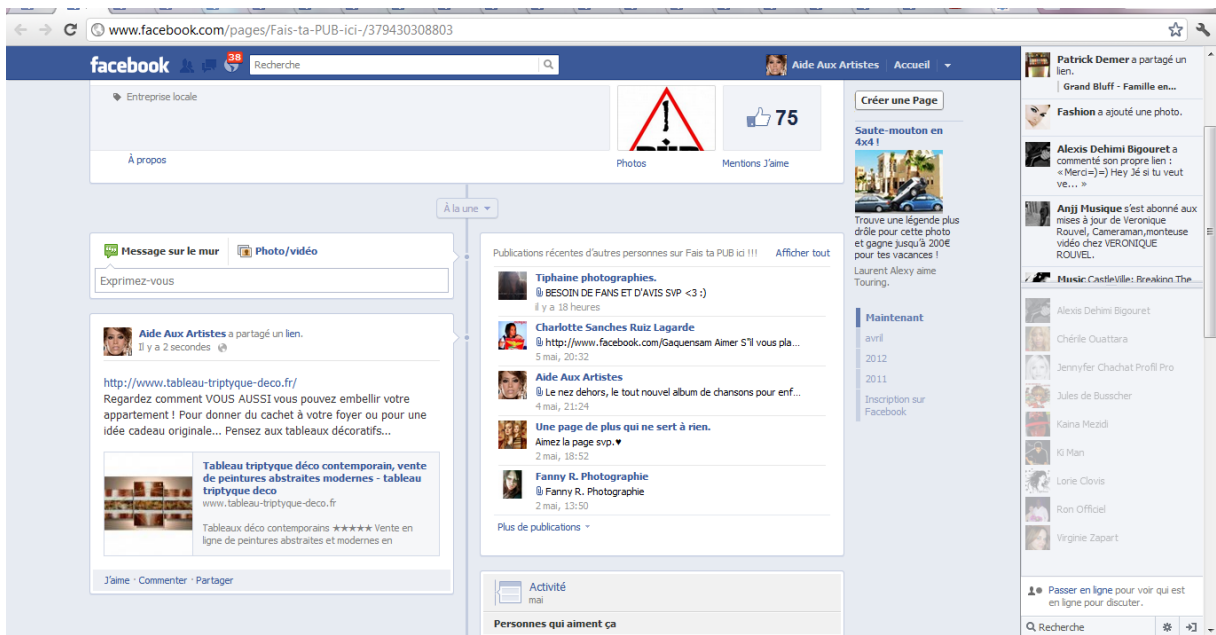 www.facebook.com/pages/Fais-ta-PUB-ici-/379430308803
facebook
38
Recherche
Aide Aux Artistes
Accueil
Entreprise locale
À propos
Photos
75
Mentions J'aime
À la une
Message sur le mur
Photo/vidéo
Exprimez-vous
Aide Aux Artistes a partagé un lien.
Il y a 2 secondes
http://www.tableau-triptyque-deco.fr/
Regardez comment VOUS AUSSI vous pouvez embellir votre
appartement ! Pour donner du cachet à votre foyer ou pour une
idée cadeau originale... Pensez aux tableaux décoratifs...
Tableau triptyque déco contemporain, vente
de peintures abstraites modernes - tableau
triptyque deco
www.tableau-triptyque-deco.fr
Tableaux déco contemporains ★★★★★ Vente en
ligne de peintures abstraites et modernes en
J'aime · Commenter · Partager
Publications récentes d'autres personnes sur Fais ta PUB ici !!!
Afficher tout
Tiphaine photographies.
BESOIN DE FANS ET D'AVIS SVP <3 :)
il y a 18 heures
Charlotte Sanches Ruiz Lagarde
http://www.facebook.com/Gaquensam Aimer S"il vous pla...
5 mai, 20:32
Aide Aux Artistes
Le nez dehors, le tout nouvel album de chansons pour enf...
4 mai, 21:24
Une page de plus qui ne sert à rien.
Aimez la page svp.♥
2 mai, 18:52
Fanny R. Photographie
Fanny R. Photographie
2 mai, 13:50
Plus de publications
Activité
mai
Personnes qui aiment ça
Créer une Page
Saute-mouton en
4x4 !
Trouve une légende plus
drôle pour cette photo
et gagne jusqu'à 200€
pour tes vacances !
Laurent Alexy aime
Touring.
Maintenant
avril
2012
2011
Inscription sur
Facebook
Patrick Demer a partagé un
lien.
Grand Bluff - Famille en...
Fashion a ajouté une photo.
Alexis Dehimi Bigouret a
commenté son propre lien :
«Merci=)=) Hey Jé si tu veut
ve... »
Anjj Musique s'est abonné aux
mises à jour de Veronique
Rouvel, Cameraman,monteuse
vidéo chez VERONIQUE
ROUVEL.
Music CastleVille: Breaking The
Alexis Dehimi Bigouret
Chérile Ouattara
Jennyfer Chachat Profil Pro
Jules de Busscher
Kaina Mezidi
Ki Man
Lorie Clovis
Ron Officiel
Virginie Zapart
Passer en ligne pour voir qui est
en ligne pour discuter.
Recherche